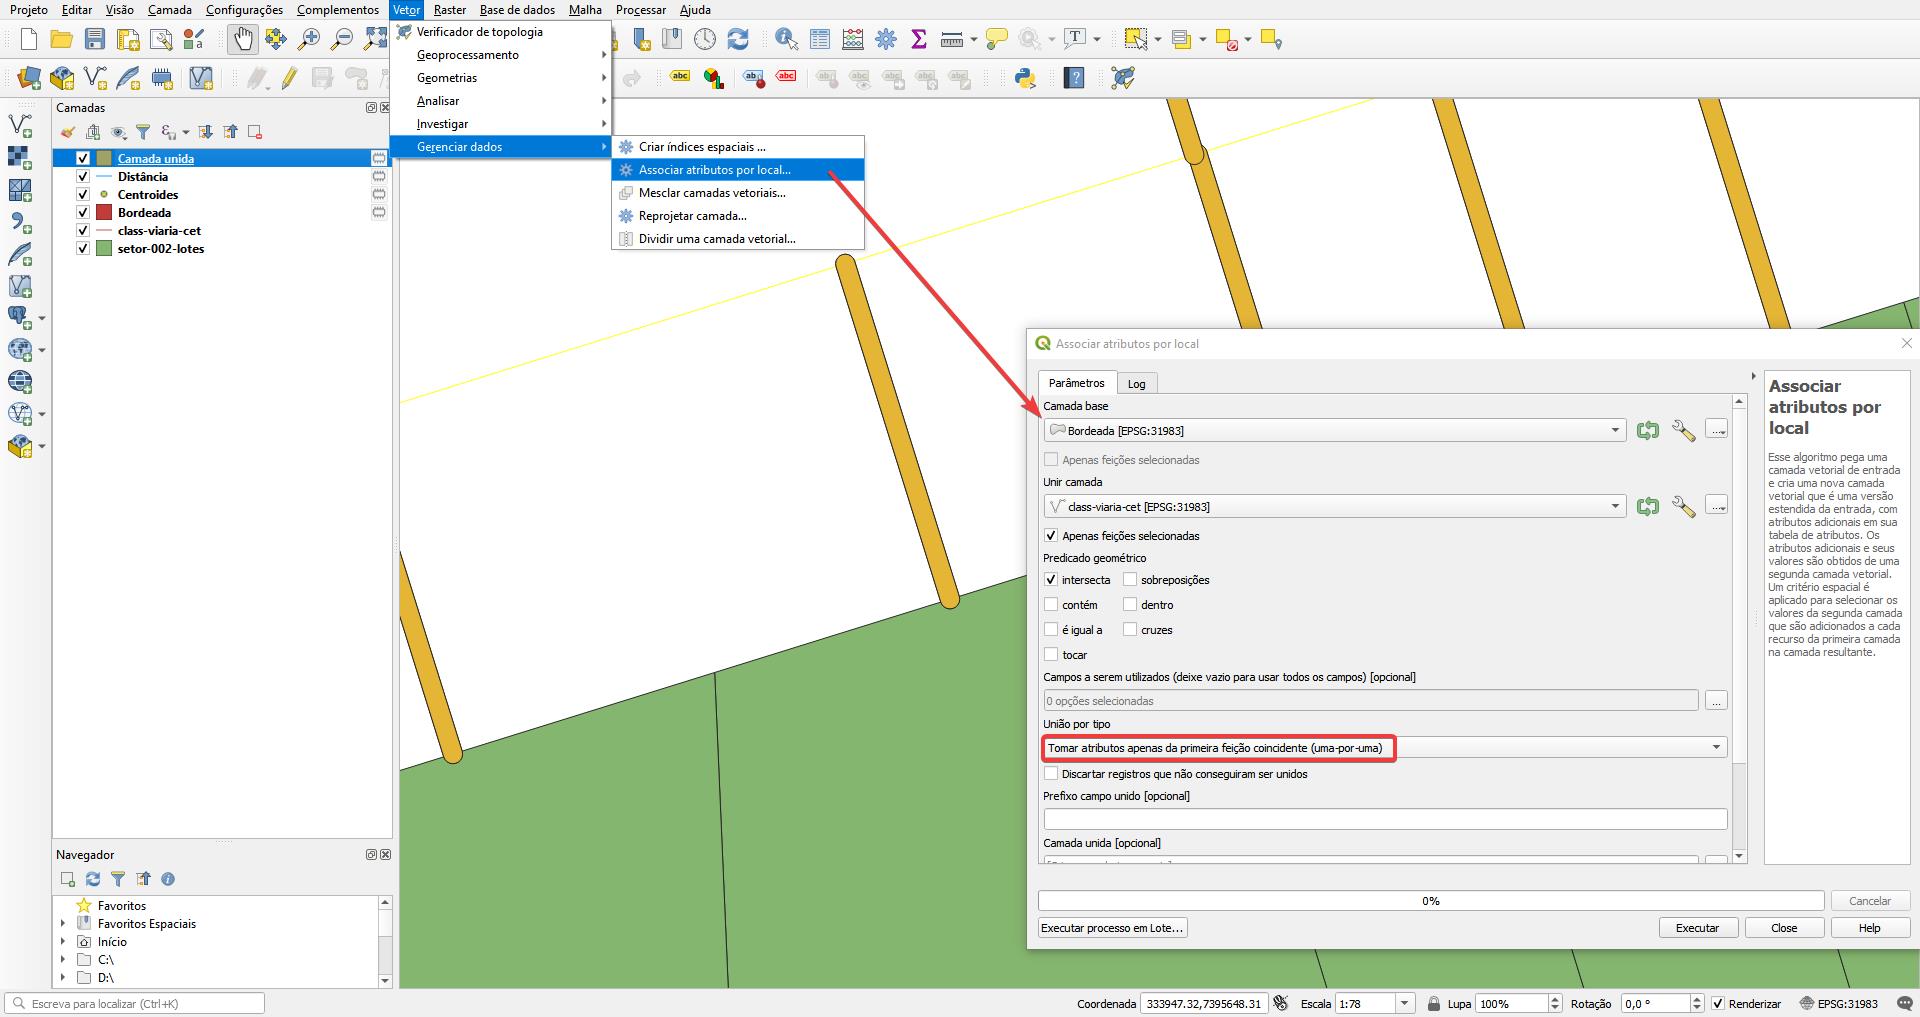 Projeto Editar Visão Camada Configurações Complementos Vetor Raster Base de dados Malha Processar Ajuda
Verificador de topologia
Geoprocessamento
Geometrias
Analisar
Investigar
Gerenciar dados
Criar índices espaciais ...
Associar atributos por local...
Mesclar camadas vetoriais...
Reprojetar camada...
Dividir uma camada vetorial...
abc abc abc
Camadas
Camada unida
Distância
Centroides
Bordeada
class-viaria-cet
setor-002-lotes
Navegador
Favoritos
Favoritos Espaciais
Início
C:\
D:\
Associar atributos por local
Parâmetros Log
Camada base
Bordeada [EPSG:31983]
Apenas feições selecionadas
Unir camada
class-viaria-cet [EPSG:31983]
Apenas feições selecionadas
Predicado geométrico
intersecta sobreposições
contém dentro
é igual a cruzes
tocar
Campos a serem utilizados (deixe vazio para usar todos os campos) [opcional]
0 opções selecionadas
União por tipo
Tomar atributos apenas da primeira feição coincidente (uma-por-uma)
Discartar registros que não conseguiram ser unidos
Prefixo campo unido [opcional]
Camada unida [opcional]
Associar
atributos por
local
Esse algoritmo pega uma
camada vetorial de entrada
e cria uma nova camada
vetorial que é uma versão
estendida da entrada, com
atributos adicionais em sua
tabela de atributos. Os
atributos adicionais e seus
valores são obtidos de uma
segunda camada vetorial.
Um critério espacial é
aplicado para selecionar os
valores da segunda camada
que são adicionados a cada
recurso da primeira camada
na camada resultante.
0%
Cancelar
Executar processo em Lote...
Executar
Close
Help
Escreva para localizar (Ctrl+K)
Coordenada 333947.32,7395648.31 Escala 1:78 Lupa 100% Rotação 0,0 ° Renderizar EPSG:31983